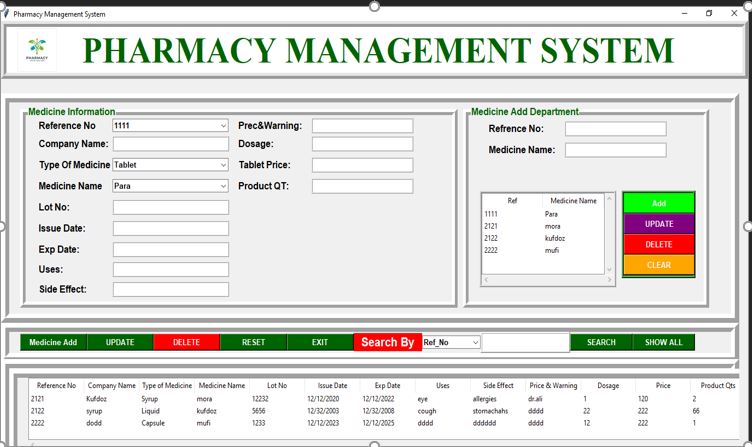 Pharmacy Management System
PHARMACY
PHARMACY MANAGEMENT SYSTEM
Medicine Information
Reference No 1111 Prec&Warning:
Company Name: Dosage:
Type Of Medicine Tablet Tablet Price:
Medicine Name Para Product QT:
Lot No:
Issue Date:
Exp Date:
Uses:
Side Effect:
Medicine Add Department
Refrence No:
Medicine Name:
Ref Medicine Name
1111 Para
2121 mora
2122 kufdoz
2222 mufi
Add
UPDATE
DELETE
CLEAR
Medicine Add UPDATE DELETE RESET EXIT Search By Ref_No SEARCH SHOW ALL
Reference No Company Name Type of Medicine Medicine Name Lot No Issue Date Exp Date Uses Side Effect Price & Warning Dosage Price Product Qts
2121 Kufdoz Syrup mora 12232 12/12/2020 12/12/2022 eye allergies dr.ali 1 120 2
2122 syrup Liquid kufdoz 5656 12/32/2006 12/32/2008 cough stomachahs dddd 22 222 66
2222 dodd Capsule mufi 1233 12/12/2023 12/12/2025 dddd dddddd dddd 12 222 1